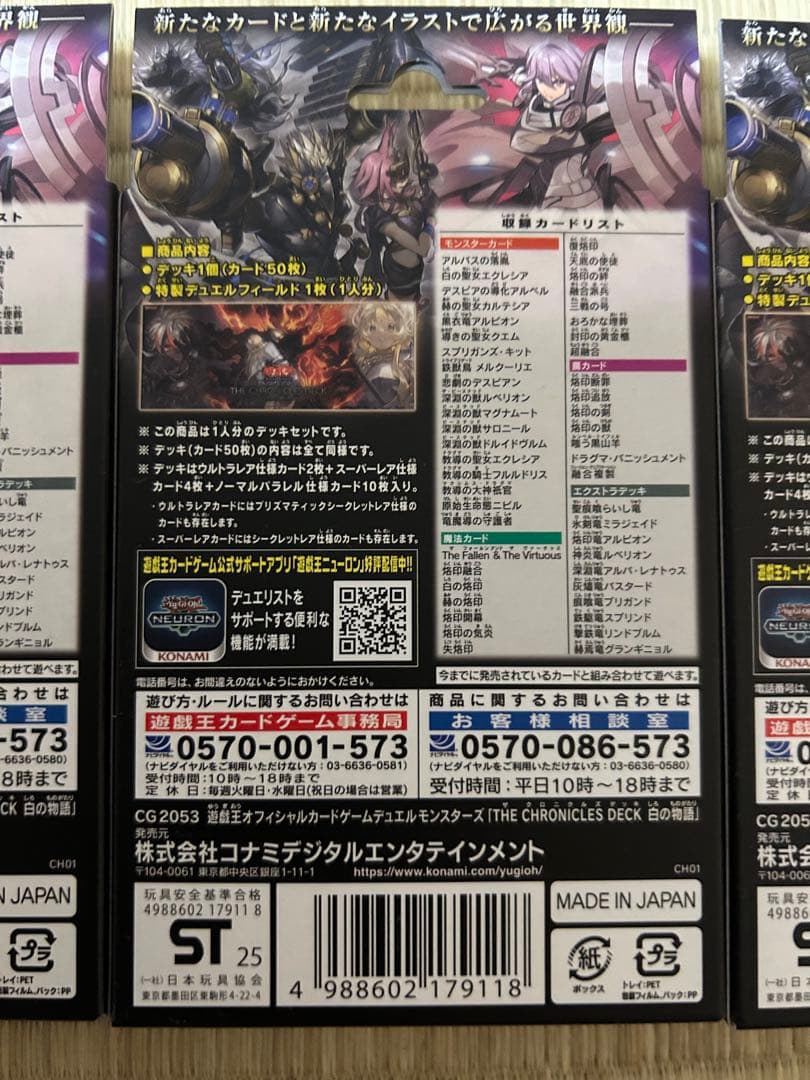 新たなカードと新たなイラストで広がる世界観
■商品内容
●デッキ1個(カード50枚)
●特製デュエルフィールド1枚(1人分)
※この商品は1人分のデッキセットです。
※デッキ(カード50枚)の内容は全て同様です。
※デッキはウルトラレア仕様カード2枚+スーパーレア仕様
カード4枚+ノーマルパラレル仕様カード10枚入り。
・ウルトラレアカードにはプリズマティックシークレットレア仕様の
カードも存在します。
・スーパーレアカードにはシークレットレア仕様のカードも存在します。
遊戯王カードゲーム公式サポートアプリ「遊戯王ニューロン」好評配信中!!
Yu-Gi-Oh!
NEURON
KONAMI
デュエリストを
サポートする便利な
機能が満載!
収録カードリスト
モンスターカード
アルバスの落胤
白の聖女エクレシア
デスピアの導化アルベル
赫の聖女カルテシア
黒衣竜アルビオン
導きの聖女クエム
スプリガンズ・キット
鉄獣鳥 メルクーリエ
悲劇のデスピアン
深淵の獣ルベリオン
深淵の獣マグナムート
深淵の獣サロニール
深淵の獣ドルイドヴルム
教導の聖女エクレシア
教導の騎士フルルドリス
教導の大神祇官
原始生命態ニビル
竜魔導の守護者
魔法カード
The Fallen & The Virtuous
烙印融合
白の烙印
赫の烙印
烙印開幕
烙印の気炎
失烙印
復烙印
天底の使徒
烙印の絆
融合派兵
三戦の号
おろかな埋葬
封印の黄金櫃
超融合
罠カード
烙印断罪
烙印追放
烙印の剣
烙印の獣
喰う黒山羊
ドラグマ・パニッシュメント
融合複製
エクストラデッキ
聖痕喰らいし竜
氷剣竜ミラジェイド
烙印竜アルビオン
神炎竜ルベリオン
深淵竜アルバ・レナトゥス
灰燼竜バスタード
痕喰竜ブリガンド
鉄駆竜スプリンド
撃鉄竜リンドブルム
赫焉竜グランギニョル
今までに発売されているカードと組み合わせて遊べます。
電話番号は、お間違えのないようにおかけください。
遊び方・ルールに関するお問い合わせは
遊戯王カードゲーム事務局
ナビダイヤル 0570-001-573
(ナビダイヤルをご利用いただけない方:03-6636-0581)
受付時間:10時~18時まで
定 休 日:毎週火曜日・水曜日(祝日の場合は営業)
商品に関するお問い合わせは
お客様相談室
ナビダイヤル 0570-086-573
(ナビダイヤルをご利用いただけない方:03-6636-0580)
受付時間:平日10時~18時まで
CG2053 遊戯王オフィシャルカードゲームデュエルモンスターズ「THE CHRONICLES DECK 白の物語」
発売元
株式会社コナミデジタルエンタテインメント
〒104-0061 東京都中央区銀座1-11-1
https://www.konami.com/yugioh/
CH01
玩具安全基準合格
4988602 17911 8
ST 25
(一社)日本玩具協会
東京都墨田区東駒形4-22-4
4 988602 179118
MADE IN JAPAN
紙
ボックス
プラ
トレイ:PET
個装フィルム、パック:PP